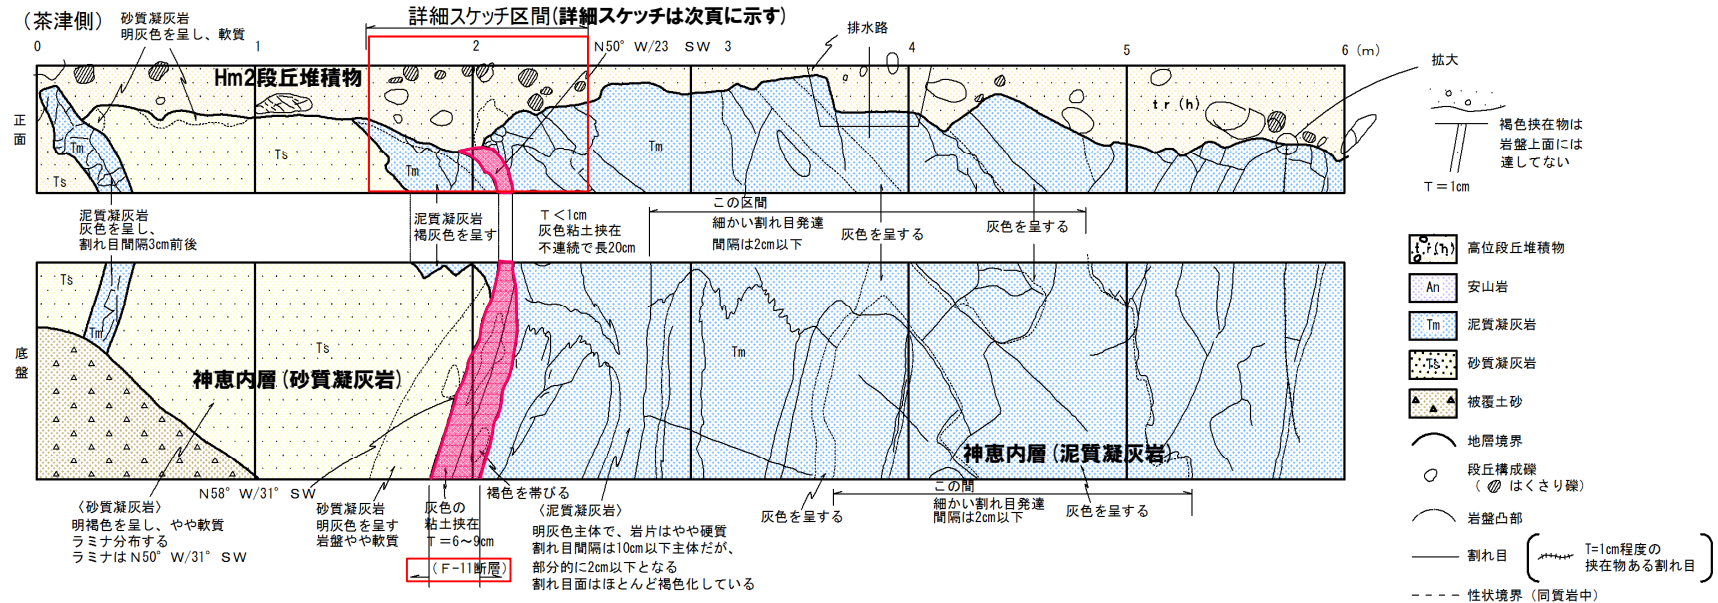 (茶津側)
砂質凝灰岩
明灰色を呈し、軟質
詳細スケッチ区間(詳細スケッチは次頁に示す)
排水路
0 1 2 N50°W/23 SW 3 4 5 6 (m)
拡大
Hm2段丘堆積物
tr(h)
正面
Tm
Ts
Ts
Tm
Tm
褐色挟在物は
岩盤上面には
達してない
T=1cm
泥質凝灰岩
灰色を呈し、
割れ目間隔3cm前後
泥質凝灰岩
褐灰色を呈す
T<1cm
灰色粘土挟在
不連続で長20cm
この区間
細かい割れ目発達
間隔は2cm以下
灰色を呈する
灰色を呈する
底盤
Ts
Tm
Ts
Tm
神恵内層(砂質凝灰岩)
神恵内層(泥質凝灰岩)
N58°W/31°SW
〈砂質凝灰岩〉
明褐色を呈し、やや軟質
ラミナ分布する
ラミナはN50°W/31°SW
砂質凝灰岩
明灰色を呈す
岩盤やや軟質
灰色の
粘土挟在
T=6~9cm
(F-11断層)
褐色を帯びる
〈泥質凝灰岩〉
明灰色主体で、岩片はやや硬質
割れ目間隔は10cm以下主体だが、
部分的に2cm以下となる
割れ目面はほとんど褐色化している
灰色を呈する
この間
細かい割れ目発達
間隔は2cm以下
灰色を呈する
t.r.(h) 高位段丘堆積物
An 安山岩
Tm 泥質凝灰岩
Ts 砂質凝灰岩
被覆土砂
地層境界
段丘構成礫
( はくさり礫)
岩盤凸部
割れ目
T=1cm程度の
挟在物ある割れ目
性状境界(同質岩中)